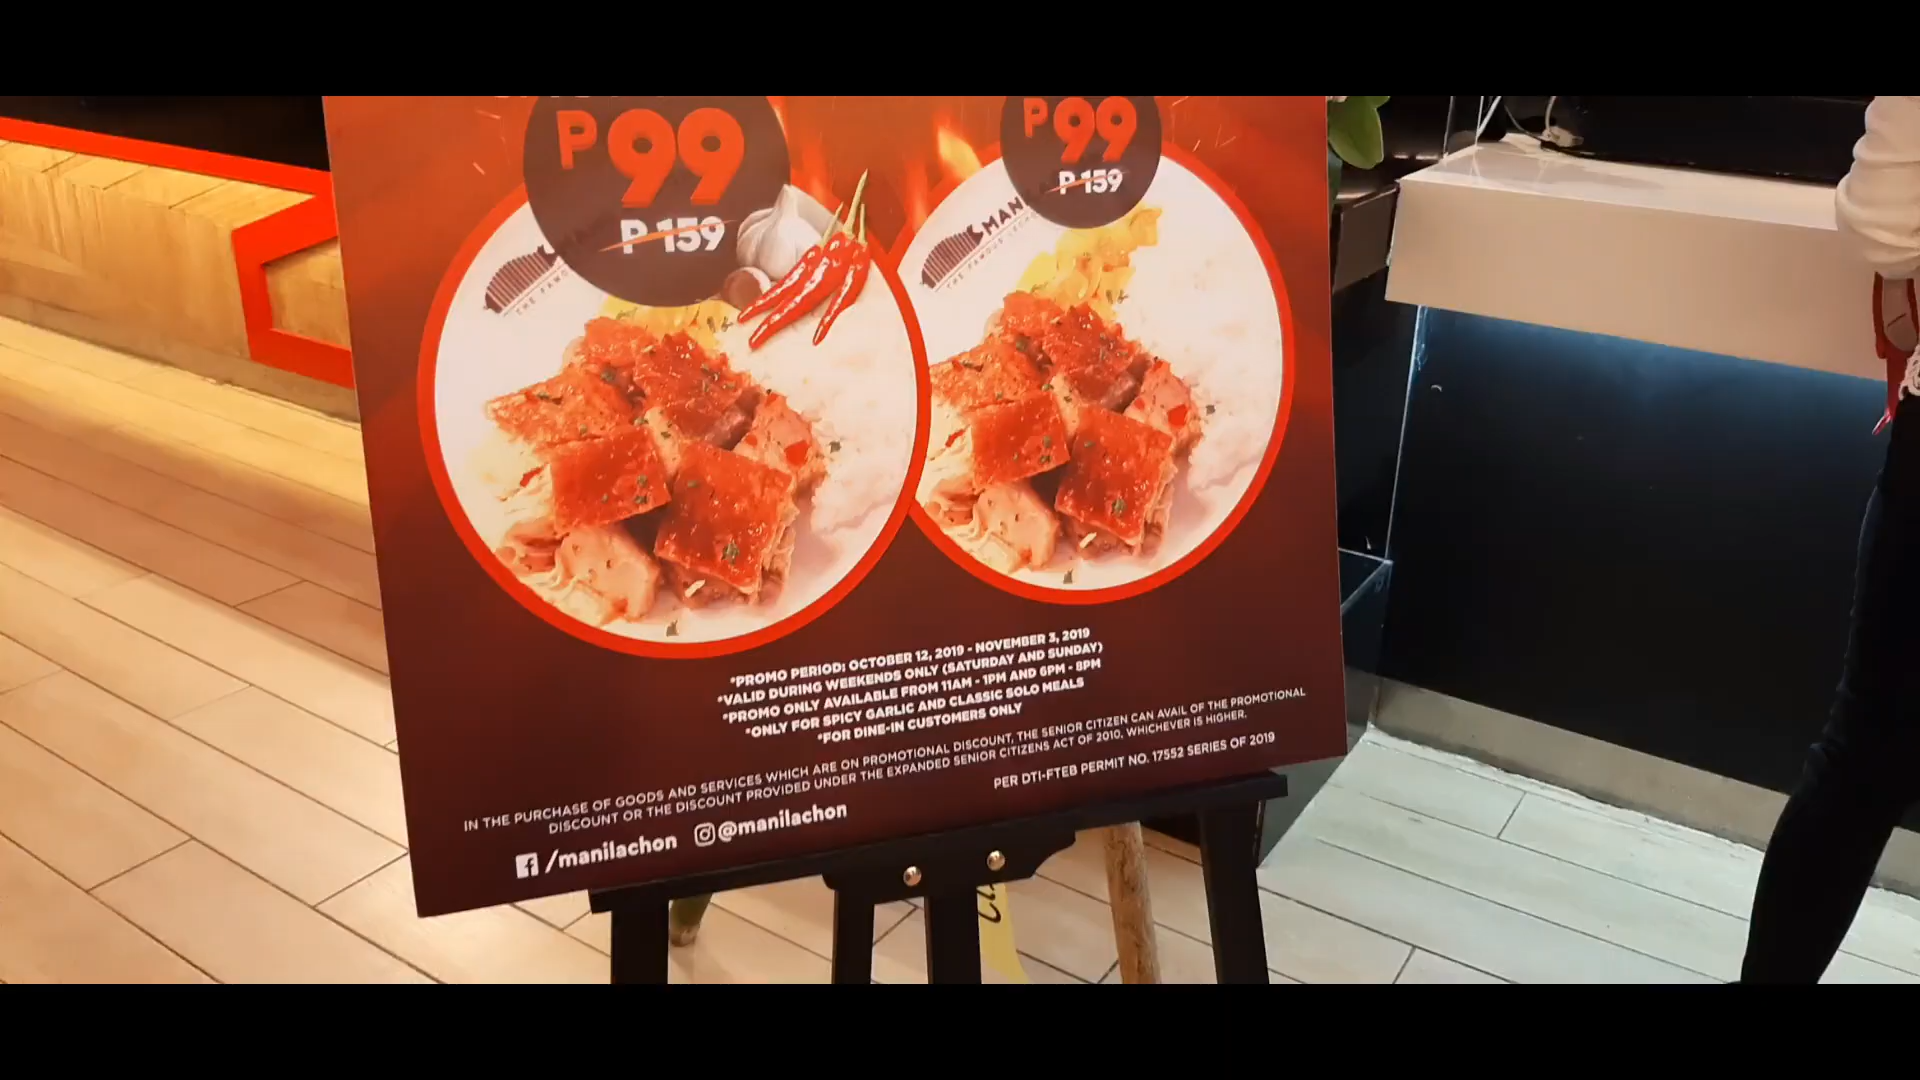 P99
P159
P99
P159
MAN
THE FAMOUS
*PROMO PERIOD: OCTOBER 12, 2019 - NOVEMBER 3, 2019
*VALID DURING WEEKENDS ONLY (SATURDAY AND SUNDAY)
*PROMO ONLY AVAILABLE FROM 11AM - 1PM AND 6PM - 8PM
*ONLY FOR SPICY GARLIC AND CLASSIC SOLO MEALS
*FOR DINE-IN CUSTOMERS ONLY
IN THE PURCHASE OF GOODS AND SERVICES WHICH ARE ON PROMOTIONAL DISCOUNT, THE SENIOR CITIZEN CAN AVAIL OF THE PROMOTIONAL
DISCOUNT OR THE DISCOUNT PROVIDED UNDER THE EXPANDED SENIOR CITIZENS ACT OF 2010, WHICHEVER IS HIGHER.
PER DTI-FTEB PERMIT NO. 17552 SERIES OF 2019
/manilachon @manilachon